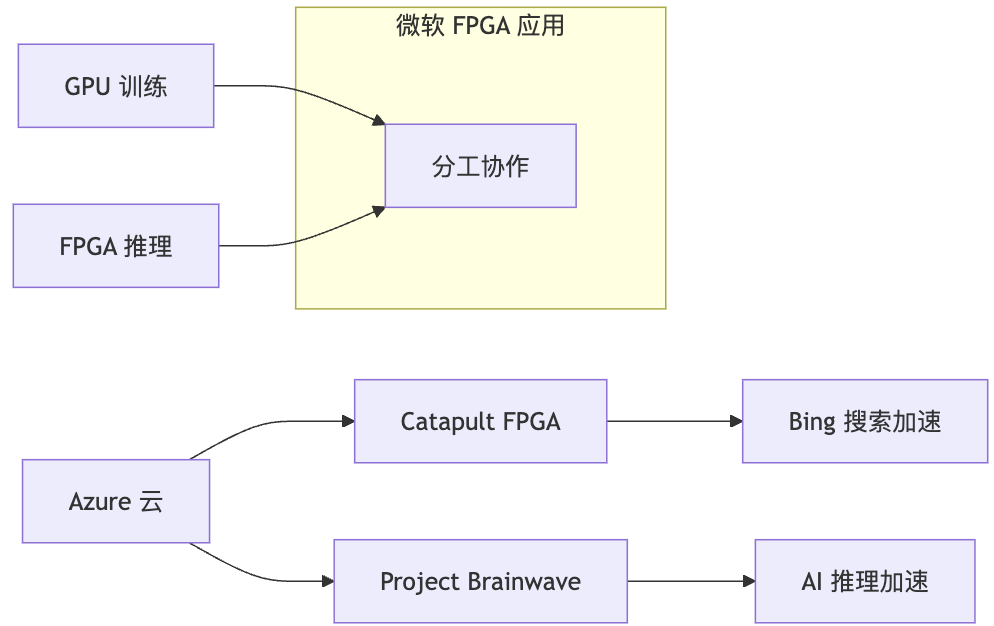 微软 FPGA 应用
GPU 训练
分工协作
FPGA 推理
Catapult FPGA
Bing 搜索加速
Azure 云
Project Brainwave
AI 推理加速